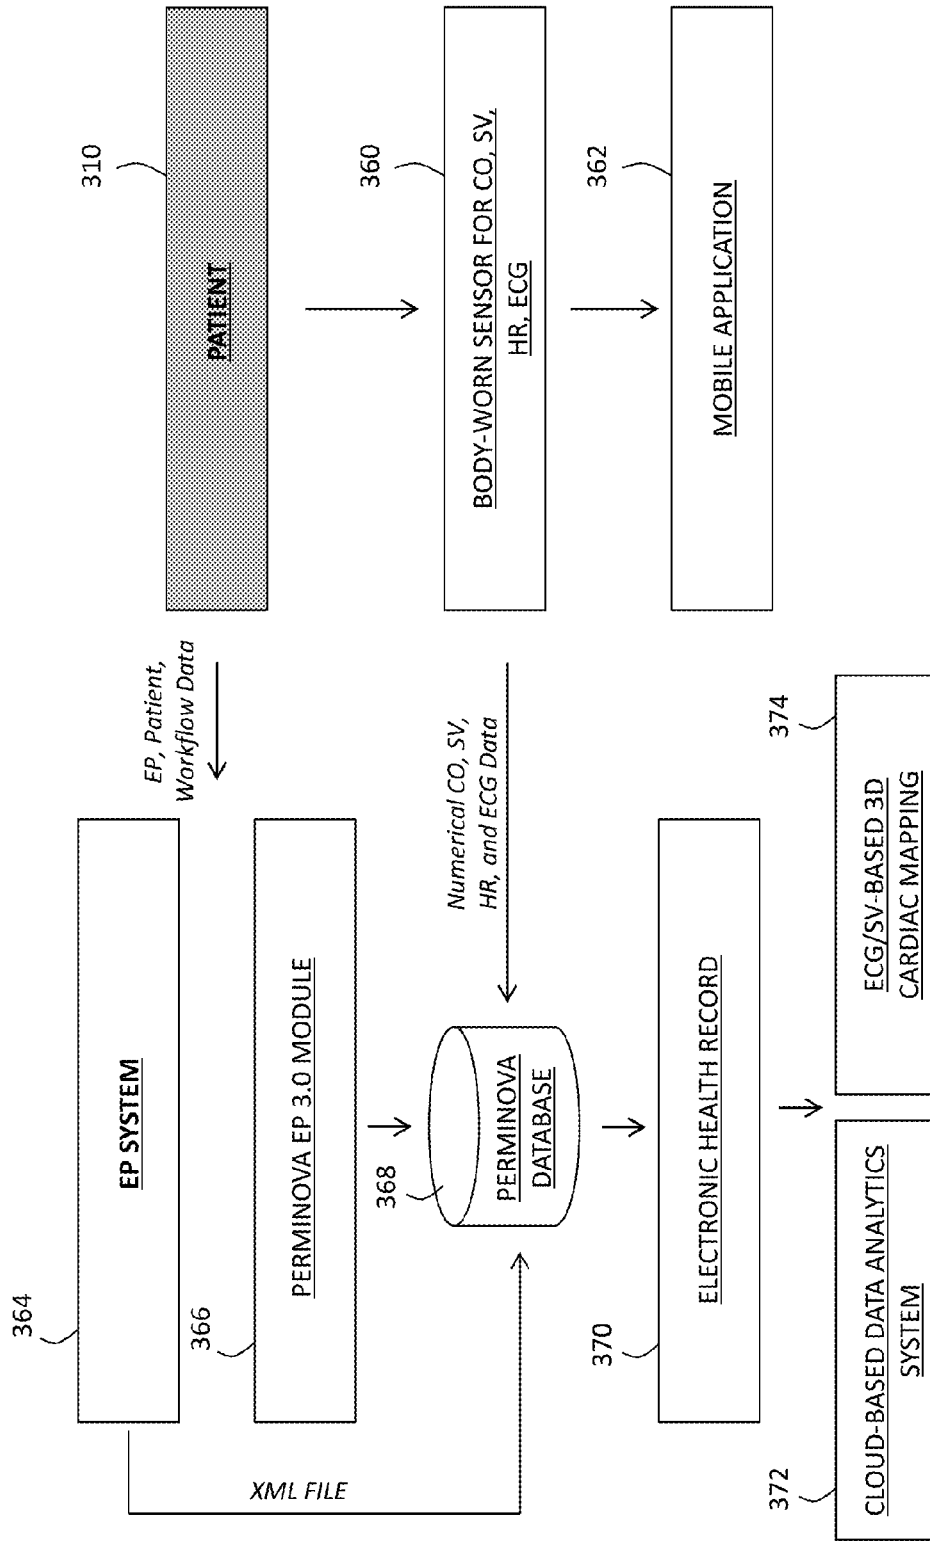 364
EP SYSTEM
EP, Patient,
Workflow Data
310
PATIENT
366
PERMINOVA EP 3.0 MODULE
XML FILE
368
PERMINOVA
DATABASE
Numerical CO, SV,
HR, and ECG Data
360
BODY-WORN SENSOR FOR CO, SV,
HR, ECG
370
ELECTRONIC HEALTH RECORD
362
MOBILE APPLICATION
372
CLOUD-BASED DATA ANALYTICS
SYSTEM
374
ECG/SV-BASED 3D
CARDIAC MAPPING